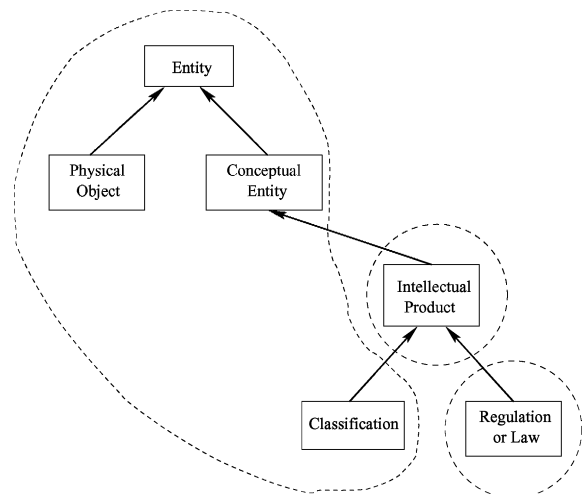 Entity
Physical
Object
Conceptual
Entity
Intellectual
Product
Classification
Regulation
or Law